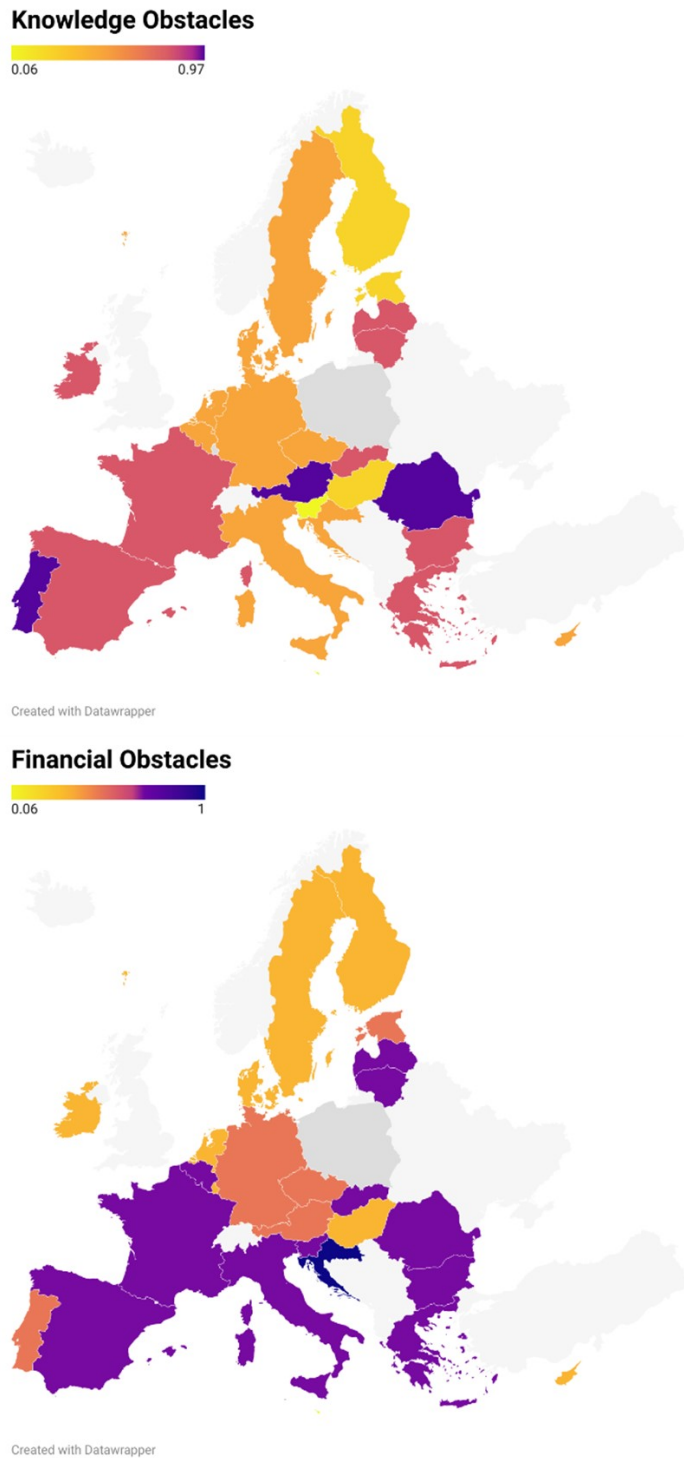 Knowledge Obstacles
0.06 0.97
Created with Datawrapper
Financial Obstacles
0.06 1
Created with Datawrapper